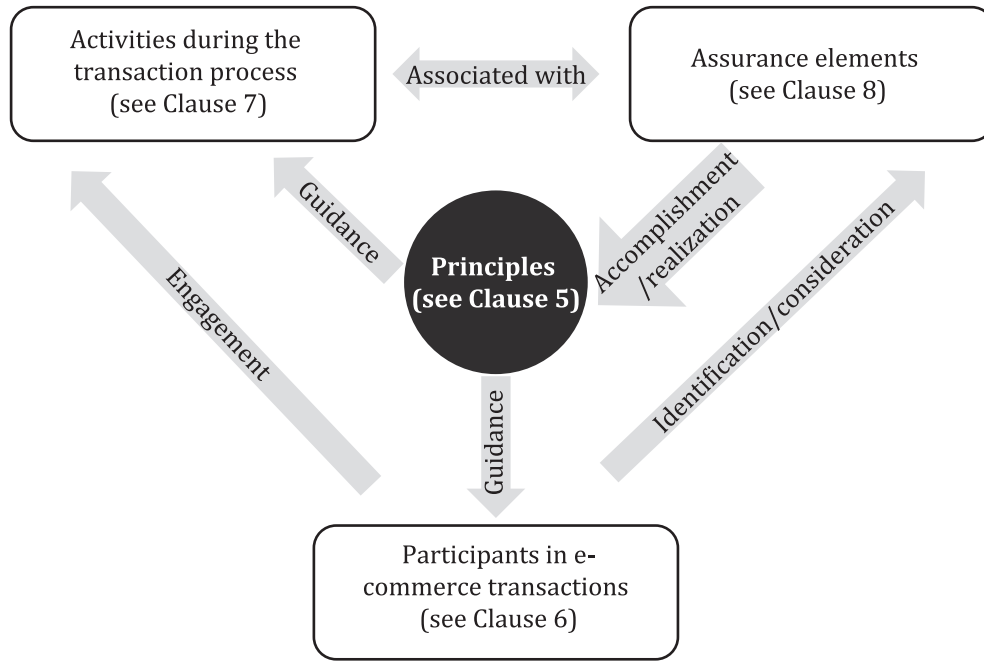 Activities during the
transaction process
(see Clause 7)
Associated with
Assurance elements
(see Clause 8)
Guidance
Principles
(see Clause 5)
Accomplishment
/realization
Engagement
Identification/consideration
Guidance
Participants in e-
commerce transactions
(see Clause 6)